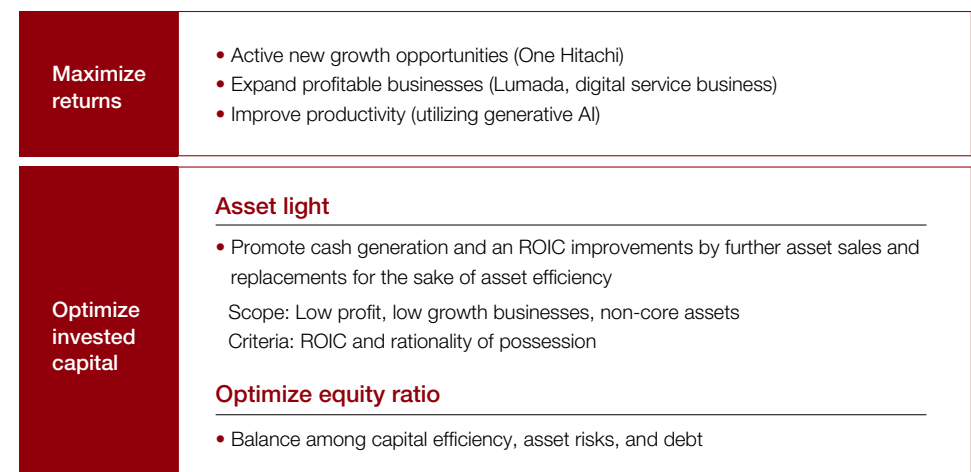 Maximize
returns
• Active new growth opportunities (One Hitachi)
• Expand profitable businesses (Lumada, digital service business)
• Improve productivity (utilizing generative AI)
Optimize
invested
capital
Asset light
• Promote cash generation and an ROIC improvements by further asset sales and
replacements for the sake of asset efficiency
Scope: Low profit, low growth businesses, non-core assets
Criteria: ROIC and rationality of possession
Optimize equity ratio
• Balance among capital efficiency, asset risks, and debt